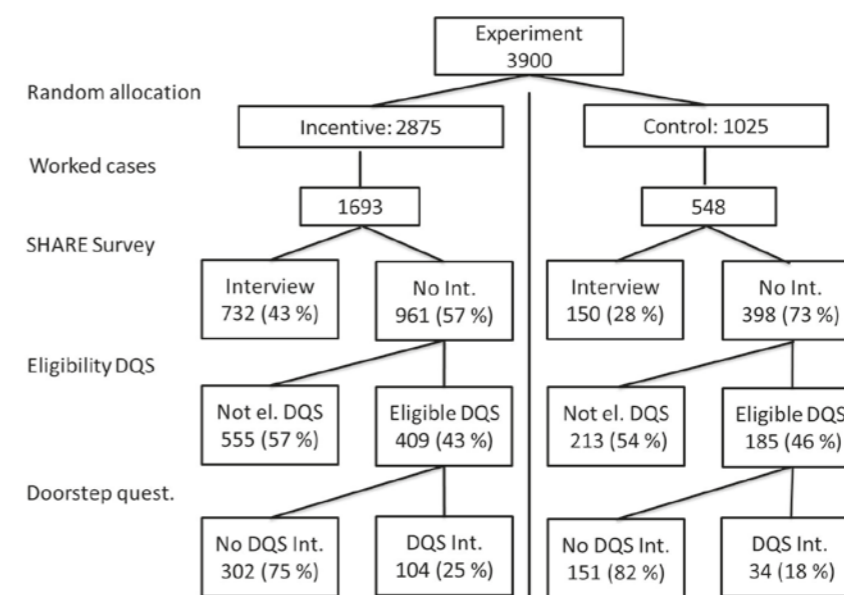 Experiment
3900
Random allocation
Incentive: 2875
Control: 1025
Worked cases
1693
548
SHARE Survey
Interview
732 (43 %)
No Int.
961 (57 %)
Interview
150 (28 %)
No Int.
398 (73 %)
Eligibility DQS
Not el. DQS
555 (57 %)
Eligible DQS
409 (43 %)
Not el. DQS
213 (54 %)
Eligible DQS
185 (46 %)
Doorstep quest.
No DQS Int.
302 (75 %)
DQS Int.
104 (25 %)
No DQS Int.
151 (82 %)
DQS Int.
34 (18 %)